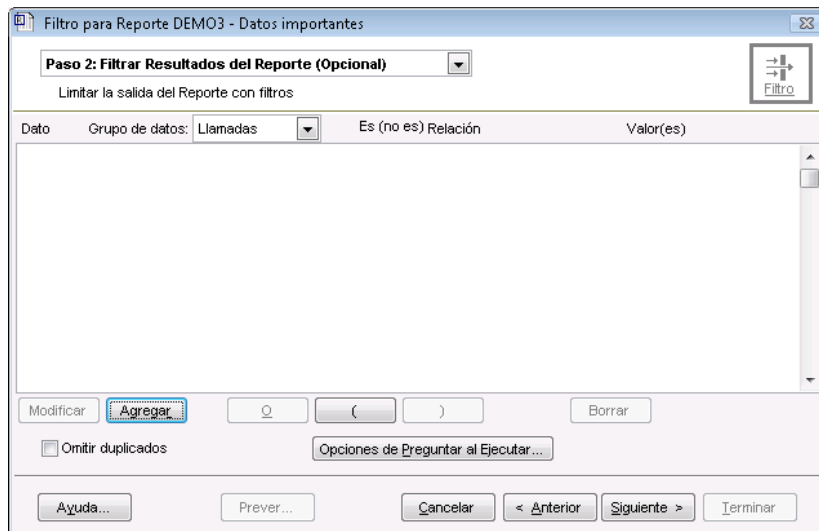 Filtro para Reporte DEMO3 - Datos importantes
Paso 2: Filtrar Resultados del Reporte (Opcional)
Limitar la salida del Reporte con filtros
Filtro
Dato Grupo de datos: Llamadas Es (no es) Relación Valor(es)
Modificar Agregar O ( ) Borrar
Omitir duplicados Opciones de Preguntar al Ejecutar...
Ayuda... Prever... Cancelar < Anterior Siguiente > Terminar